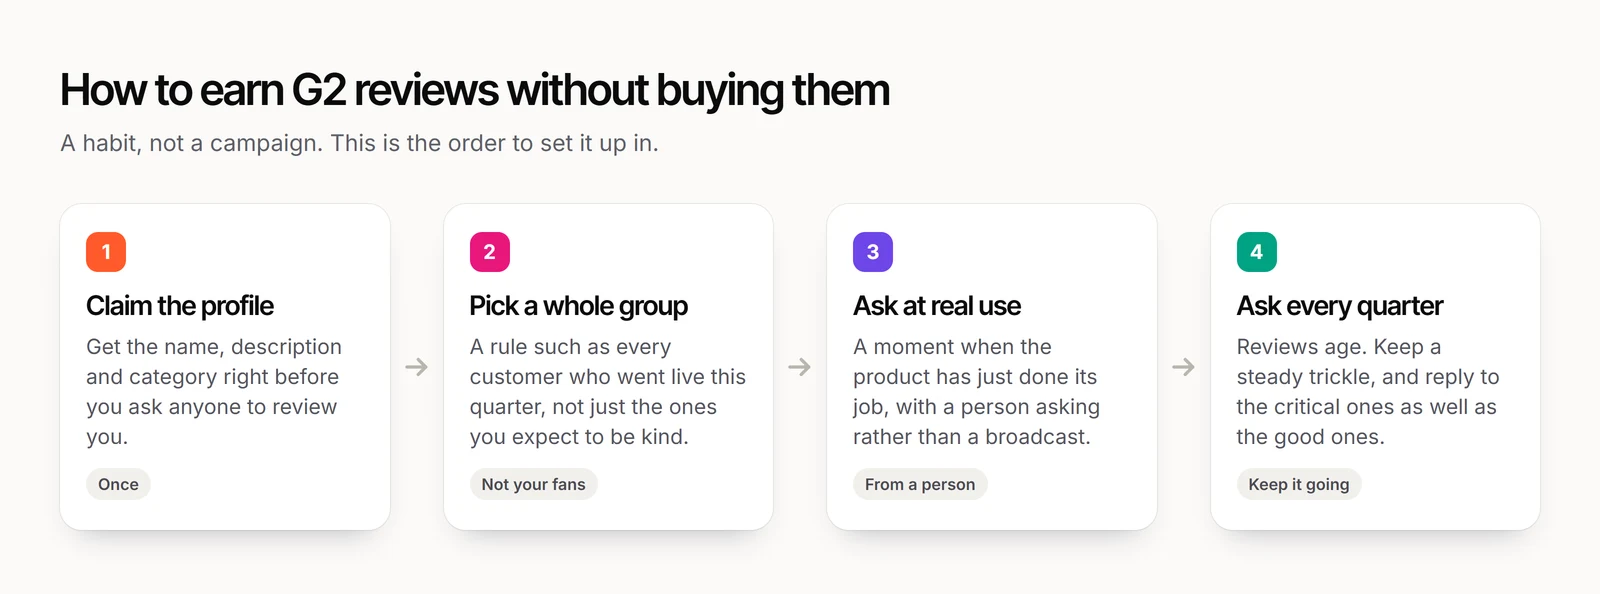 How to earn G2 reviews without buying them
A habit, not a campaign. This is the order to set it up in.
1
Claim the profile
Get the name, description
and category right before
you ask anyone to review
you.
Once
2
Pick a whole group
A rule such as every
customer who went live this
quarter, not just the ones
you expect to be kind.
Not your fans
3
Ask at real use
A moment when the
product has just done its
job, with a person asking
rather than a broadcast.
From a person
4
Ask every quarter
Reviews age. Keep a
steady trickle, and reply to
the critical ones as well as
the good ones.
Keep it going